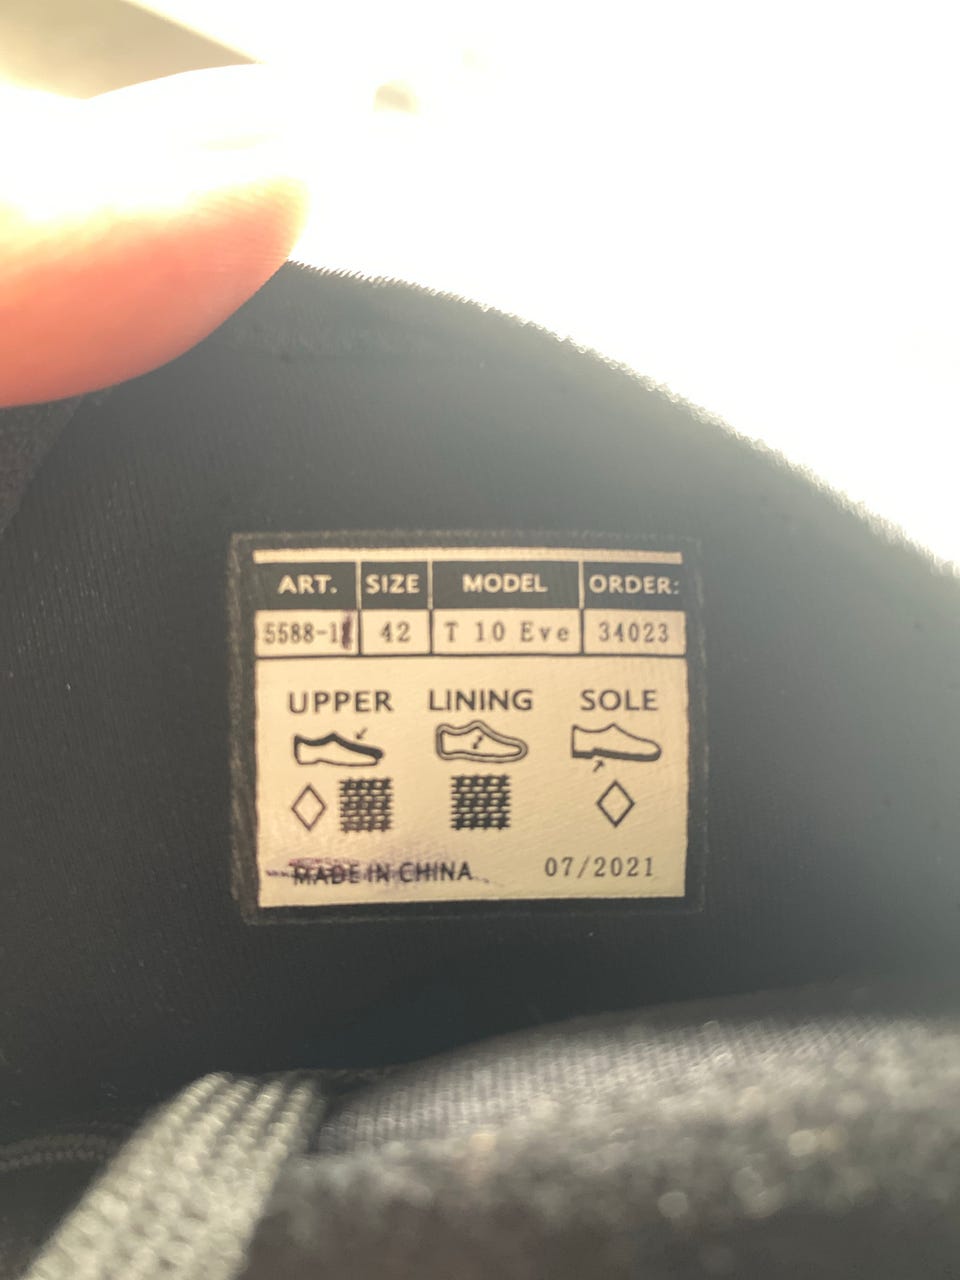 ART. SIZE MODEL ORDER:
42 T 10 Eve 34023
UPPER LINING SOLE
MADE IN CHINA 07/2021